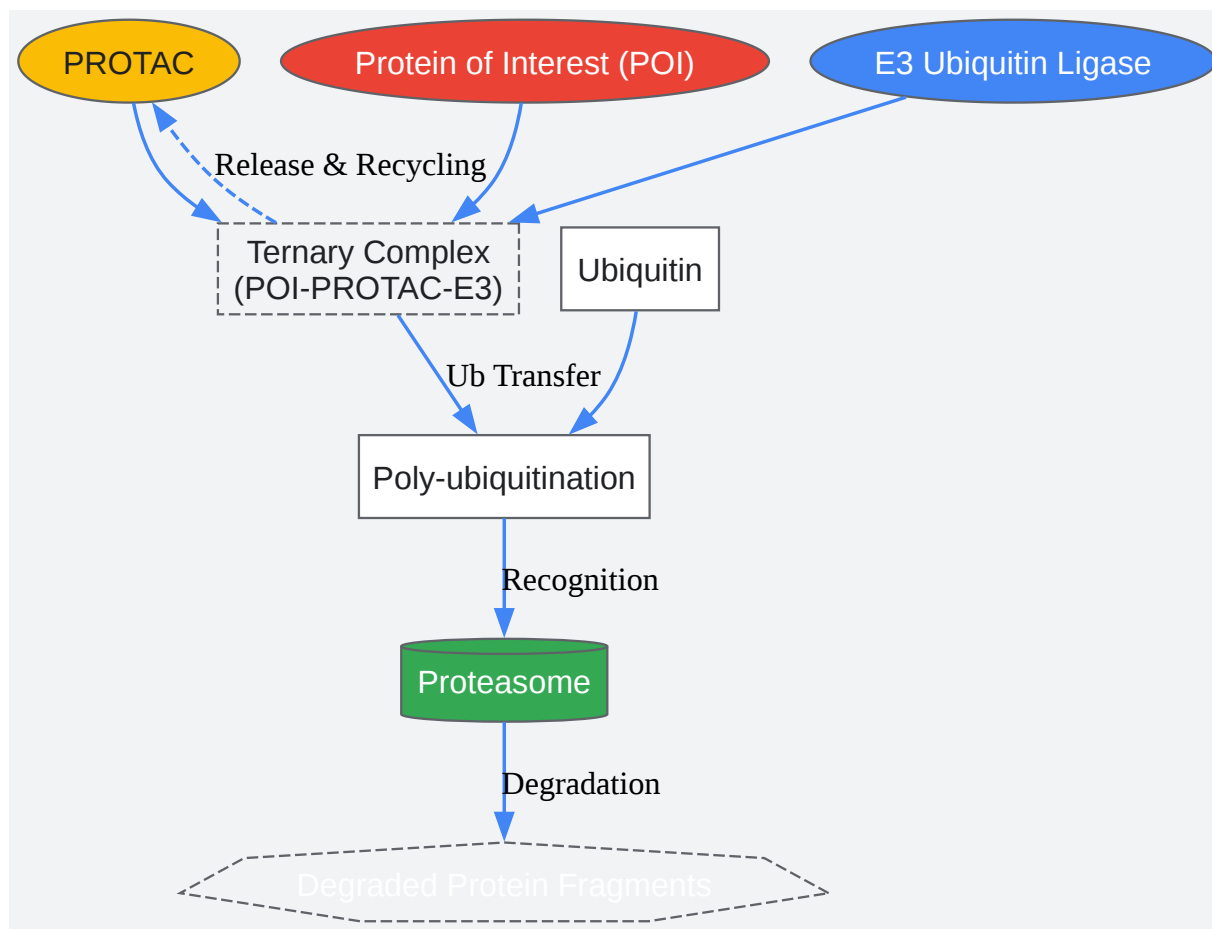 PROTAC
Protein of Interest (POI)
E3 Ubiquitin Ligase
Release & Recycling
Ternary Complex
(POI-PROTAC-E3)
Ubiquitin
Ub Transfer
Poly-ubiquitination
Recognition
Proteasome
Degradation
Degraded Protein Fragments